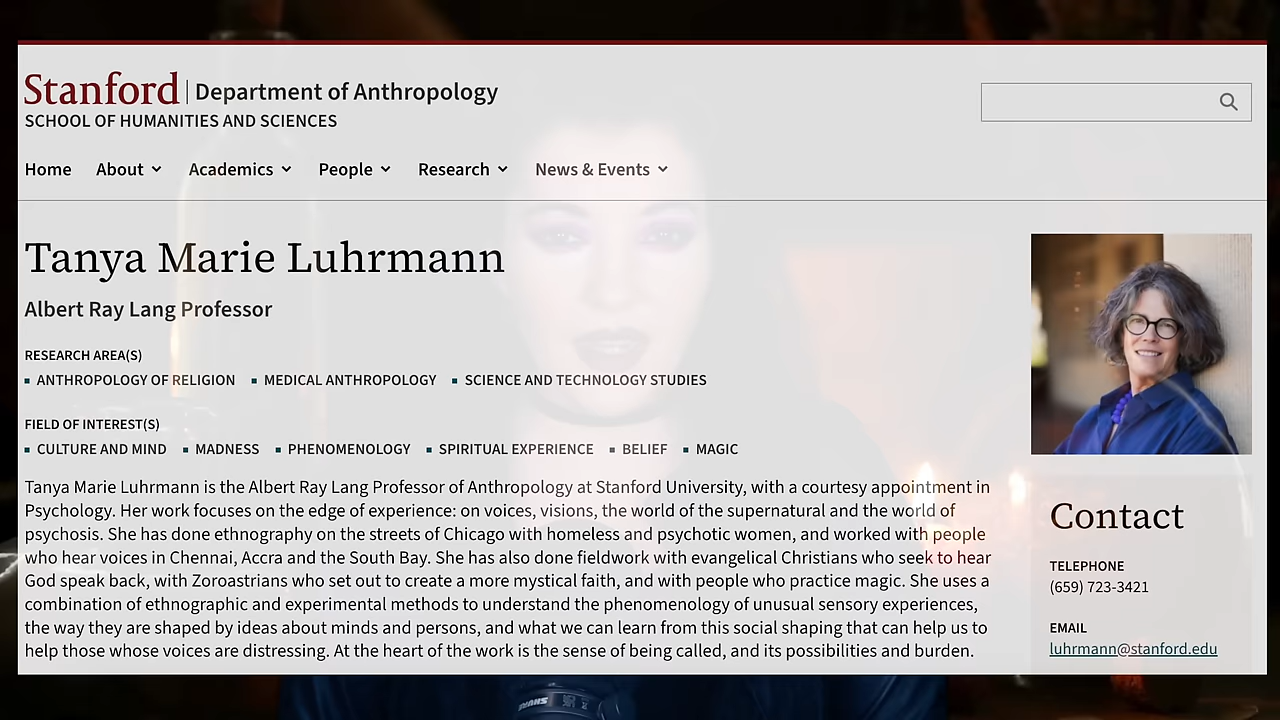 Stanford | Department of Anthropology
SCHOOL OF HUMANITIES AND SCIENCES
Home About Academics People Research News & Events
Tanya Marie Luhrmann
Albert Ray Lang Professor
RESEARCH AREA(S)
ANTHROPOLOGY OF RELIGION MEDICAL ANTHROPOLOGY SCIENCE AND TECHNOLOGY STUDIES
FIELD OF INTEREST(S)
CULTURE AND MIND MADNESS PHENOMENOLOGY SPIRITUAL EXPERIENCE BELIEF MAGIC
Tanya Marie Luhrmann is the Albert Ray Lang Professor of Anthropology at Stanford University, with a courtesy appointment in
Psychology. Her work focuses on the edge of experience: on voices, visions, the world of the supernatural and the world of
psychosis. She has done ethnography on the streets of Chicago with homeless and psychotic women, and worked with people
who hear voices in Chennai, Accra and the South Bay. She has also done fieldwork with evangelical Christians who seek to hear
God speak back, with Zoroastrians who set out to create a more mystical faith, and with people who practice magic. She uses a
combination of ethnographic and experimental methods to understand the phenomenology of unusual sensory experiences,
the way they are shaped by ideas about minds and persons, and what we can learn from this social shaping that can help us to
help those whose voices are distressing. At the heart of the work is the sense of being called, and its possibilities and burden.
Contact
TELEPHONE
(659) 723-3421
EMAIL
luhrmann@stanford.edu
SHURE